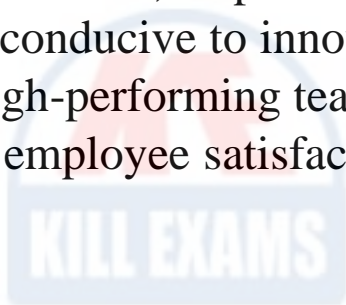 conducive to inno
gh-performing tea
employee satisfac
KILL EXAMS